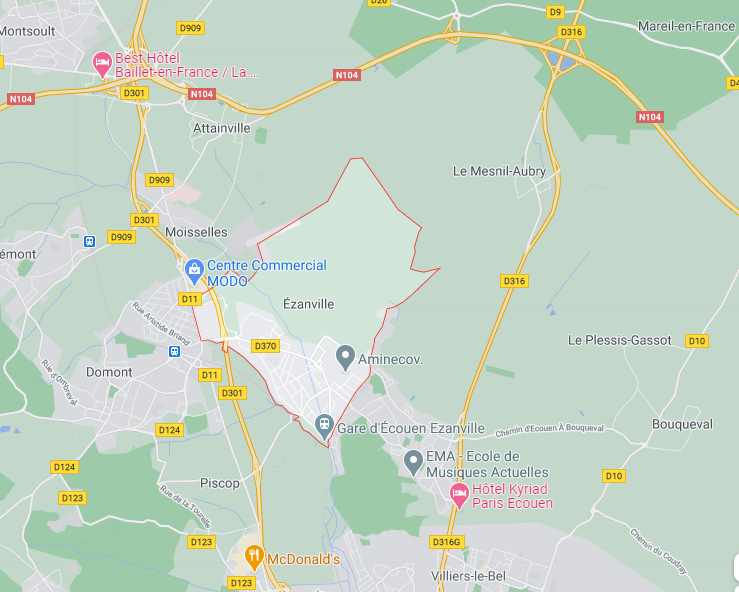 D26
D9
Montsoult
D909
D316
Mareil-en-France
Best Hôtel
Baillet-en-France / La ...
N104
N104
D301
N104
N104
Attainville
Le Mesnil-Aubry
D909
D301
Moisselles
D909
émont
Centre Commercial
MODO
D316
D11
Ézanville
Rue Aristide Briand
D370
Le Plessis-Gassot
D10
Aminecov.
Domont
D11
D301
Rue d'Ombreval
Bouqueval
D124
Gare d'Écouen Ezanville
Chemin d'Ecouen À Bouqueval
D124
EMA - Ecole de
Musiques Actuelles
D10
Piscop
D123
Hôtel Kyriad
Paris Ecouen
Rue de la Tourelle
D123
D316G
Chemin du Coudray
McDonald's
D123
Villiers-le-Bel